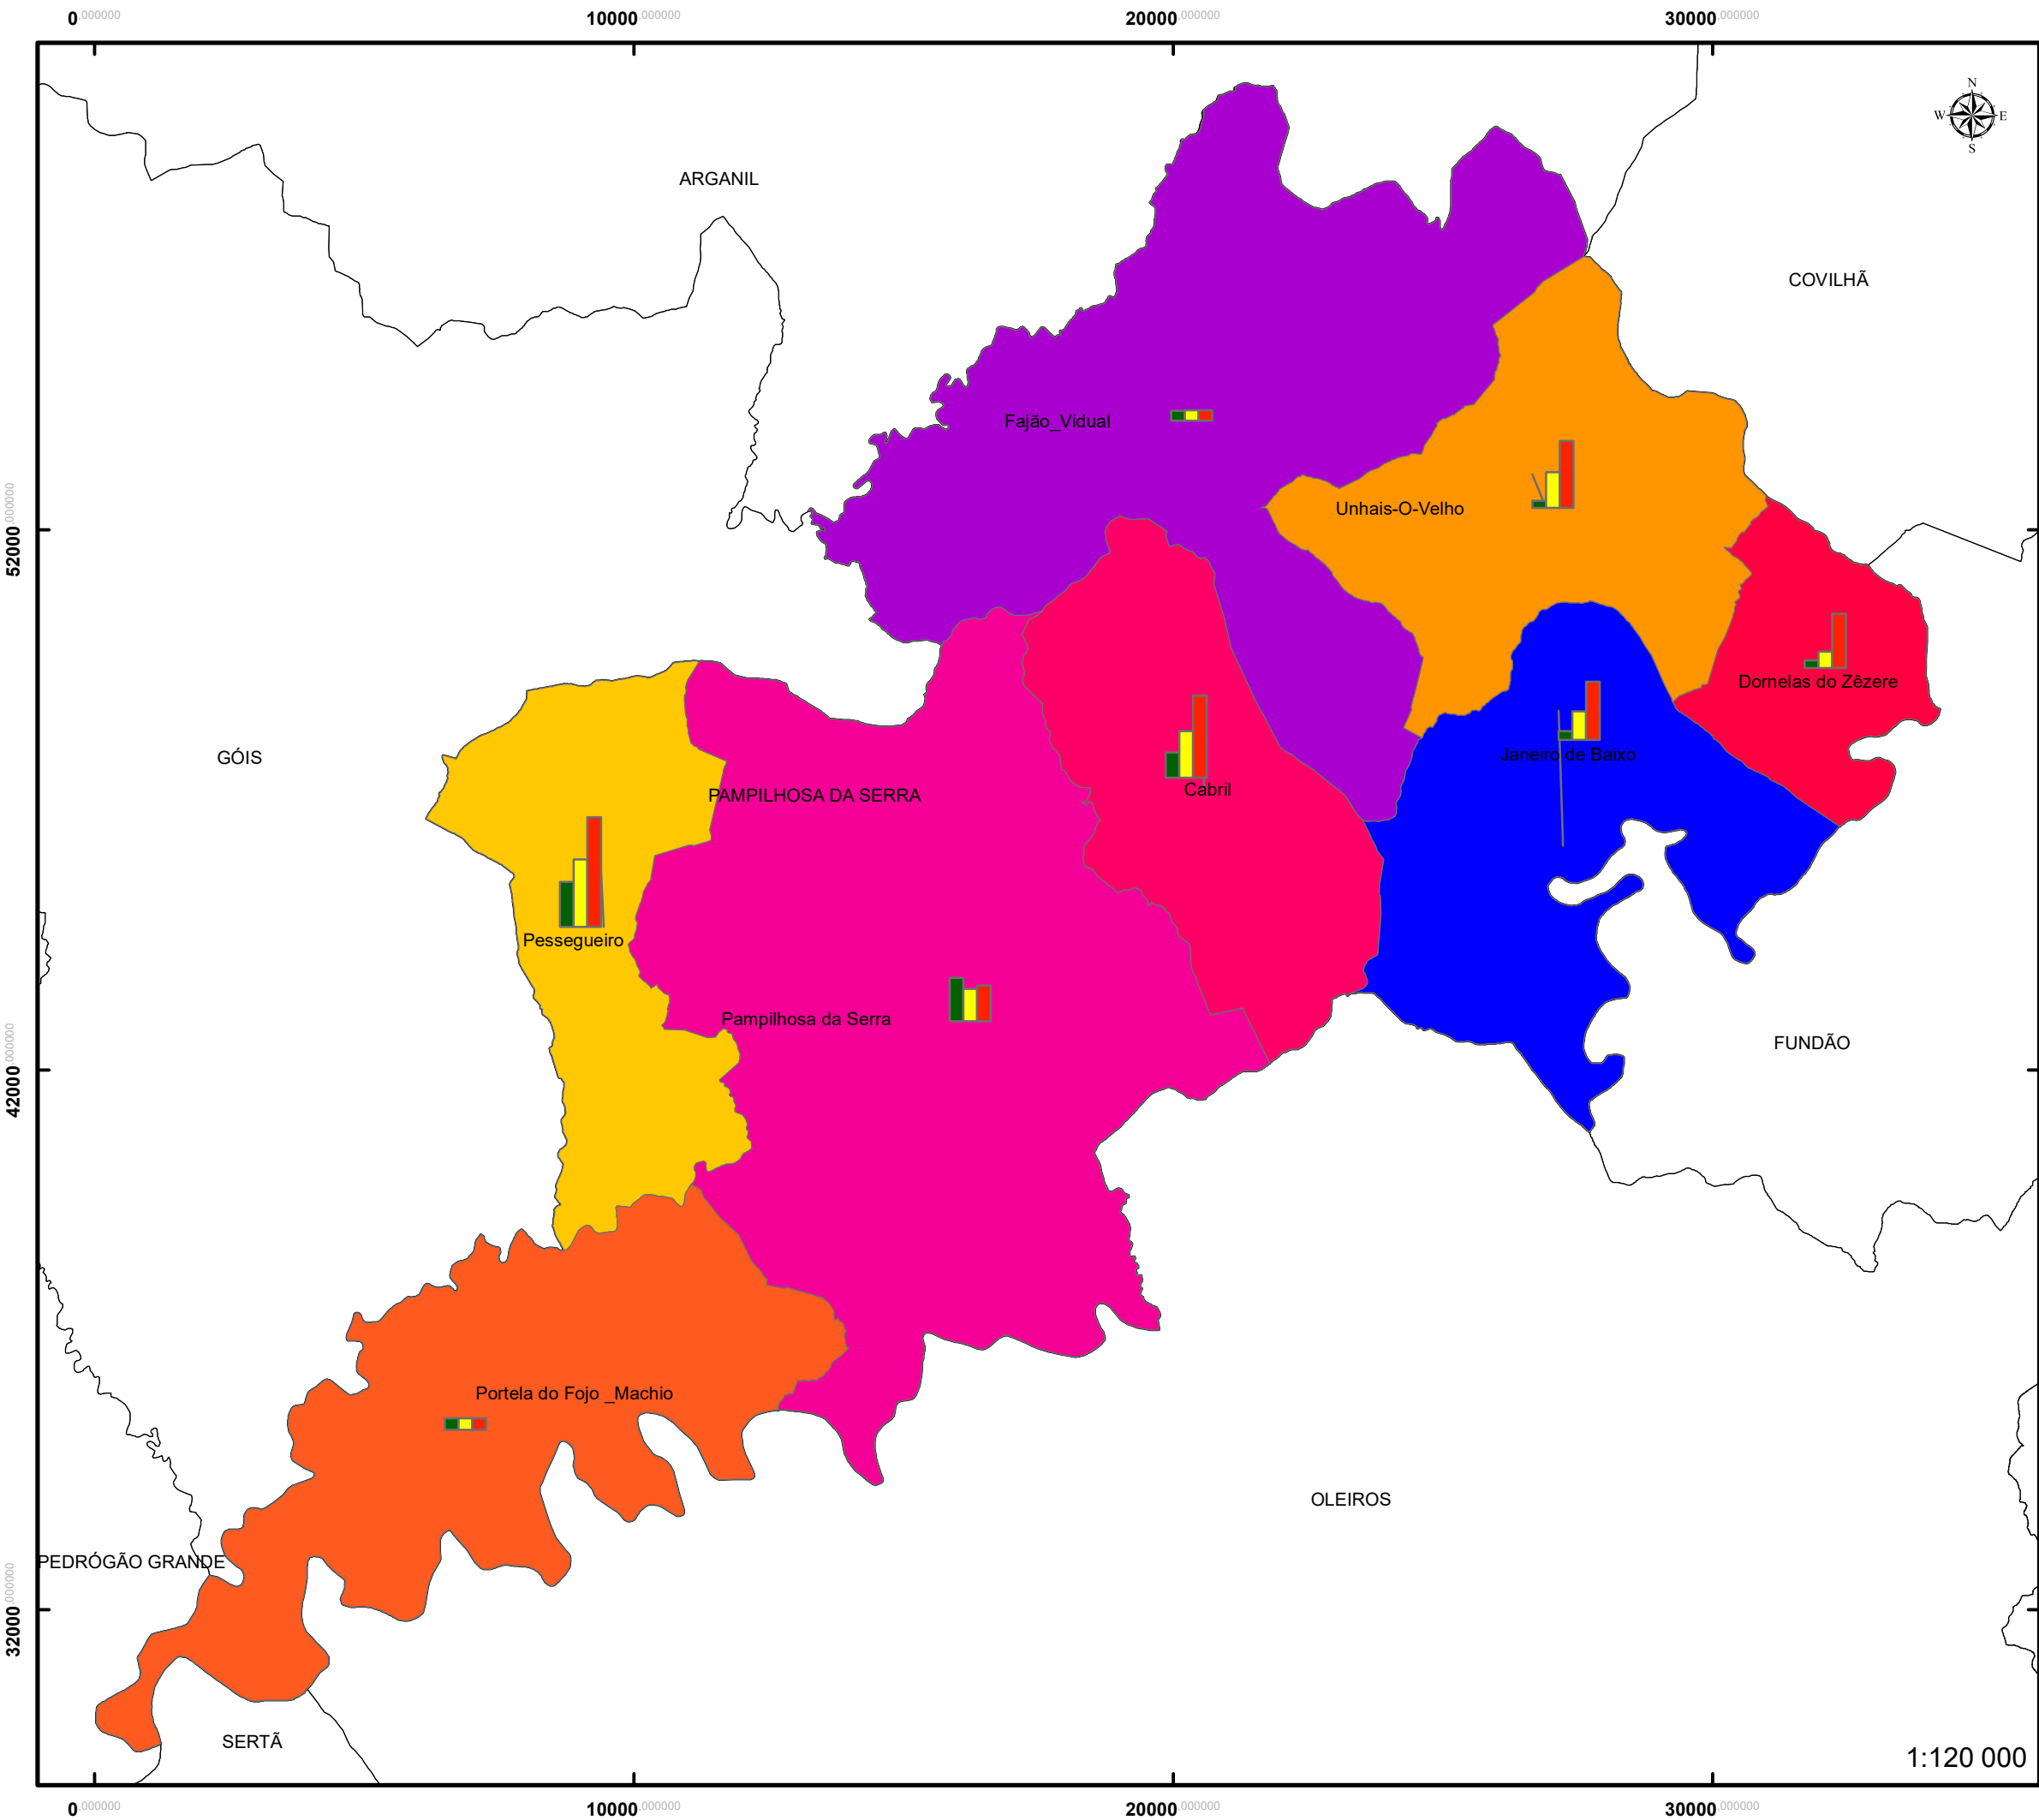 0,000000 10000,000000 20000,000000 30000,000000
N
W E
S
ARGANIL
COVILHÃ
Fajão_Vidual
Unhais-O-Velho
52000,000000
Dornelas do Zêzere
GÓIS
Janeiro de Baixo
Cabril
PAMPILHOSA DA SERRA
Pessegueiro
Pampilhosa da Serra
FUNDÃO
42000,000000
Portela do Fojo _Machio
OLEIROS
PEDRÓGÃO GRANDE
32000,000000
SERTÃ
1:120 000
0,000000 10000,000000 20000,000000 30000,000000